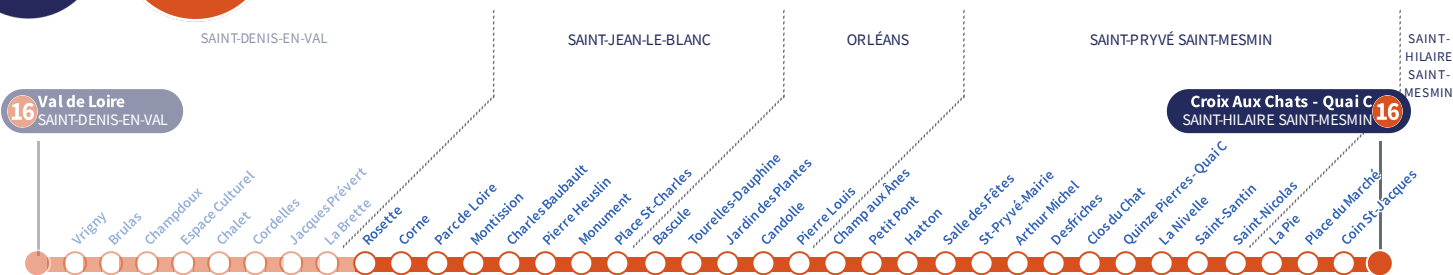 SAINT-DENIS-EN-VAL
SAINT-JEAN-LE-BLANC
ORLÉANS
SAINT-PRYVÉ SAINT-MESMIN
SAINT-
HILAIRE
SAINT-
MESMIN
16
Val de Loire
SAINT-DENIS-EN-VAL
Croix Aux Chats - Quai C
SAINT-HILAIRE SAINT-MESMIN
16
Vrigny
Brulas
Champdoux
Espace Culturel
Chalet
Cordelles
Jacques Prévert
La Brette
Rosette
Corne
Parc de Loire
Montission
Charles Baubault
Pierre Heuslin
Monument
Place St-Charles
Bascule
Tourelles-Dauphine
Jardin des Plantes
Candolle
Pierre Louis
Champ aux Ânes
Petit Pont
Hatton
Salle des Fêtes
St-Pryvé-Mairie
Arthur Michel
Desfriches
Clos du Chat
Quinze Pierres - Quai C
La Nivelle
Saint-Santin
Saint-Nicolas
La Pie
Place du Marché
Coin St-Jacques